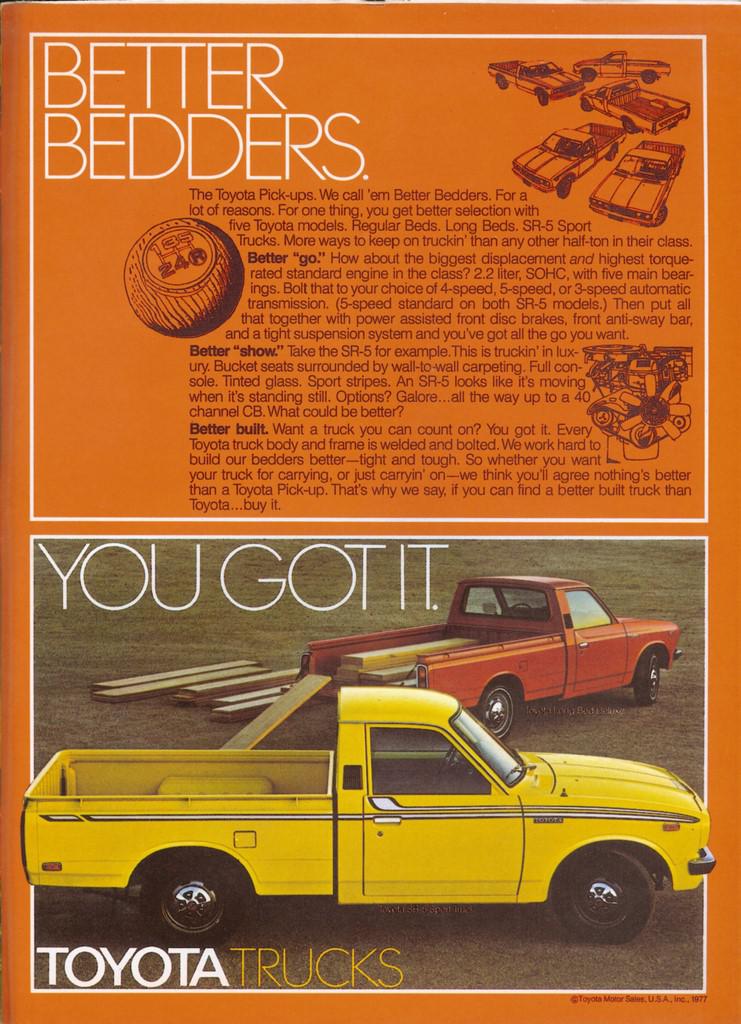 BETTER
BEDDERS.
The Toyota Pick-ups. We call 'em Better Bedders. For a
lot of reasons. For one thing, you get better selection with
five Toyota models. Regular Beds. Long Beds. SR-5 Sport
Trucks. More ways to keep on truckin' than any other half-ton in their class.
Better "go." How about the biggest displacement and highest torque-
rated standard engine in the class? 2.2 liter, SOHC, with five main bear-
ings. Bolt that to your choice of 4-speed, 5-speed, or 3-speed automatic
transmission. (5-speed standard on both SR-5 models.) Then put all
that together with power assisted front disc brakes, front anti-sway bar,
and a tight suspension system and you've got all the go you want.
135
24R
Better "show." Take the SR-5 for example. This is truckin' in lux-
ury. Bucket seats surrounded by wall-to-wall carpeting. Full con-
sole. Tinted glass. Sport stripes. An SR-5 looks like it's moving
when it's standing still. Options? Galore...all the way up to a 40
channel CB. What could be better?
Better built. Want a truck you can count on? You got it. Every
Toyota truck body and frame is welded and bolted. We work hard to
build our bedders better—tight and tough. So whether you want
your truck for carrying, or just carryin' on—we think you'll agree nothing's better
than a Toyota Pick-up. That's why we say, if you can find a better built truck than
Toyota...buy it.
YOU GOT IT.
Toyota Long Bed Deluxe
TOYOTA
Toyota SR-5 Sport Truck
TOYOTA TRUCKS
©Toyota Motor Sales, U.S.A., Inc., 1977